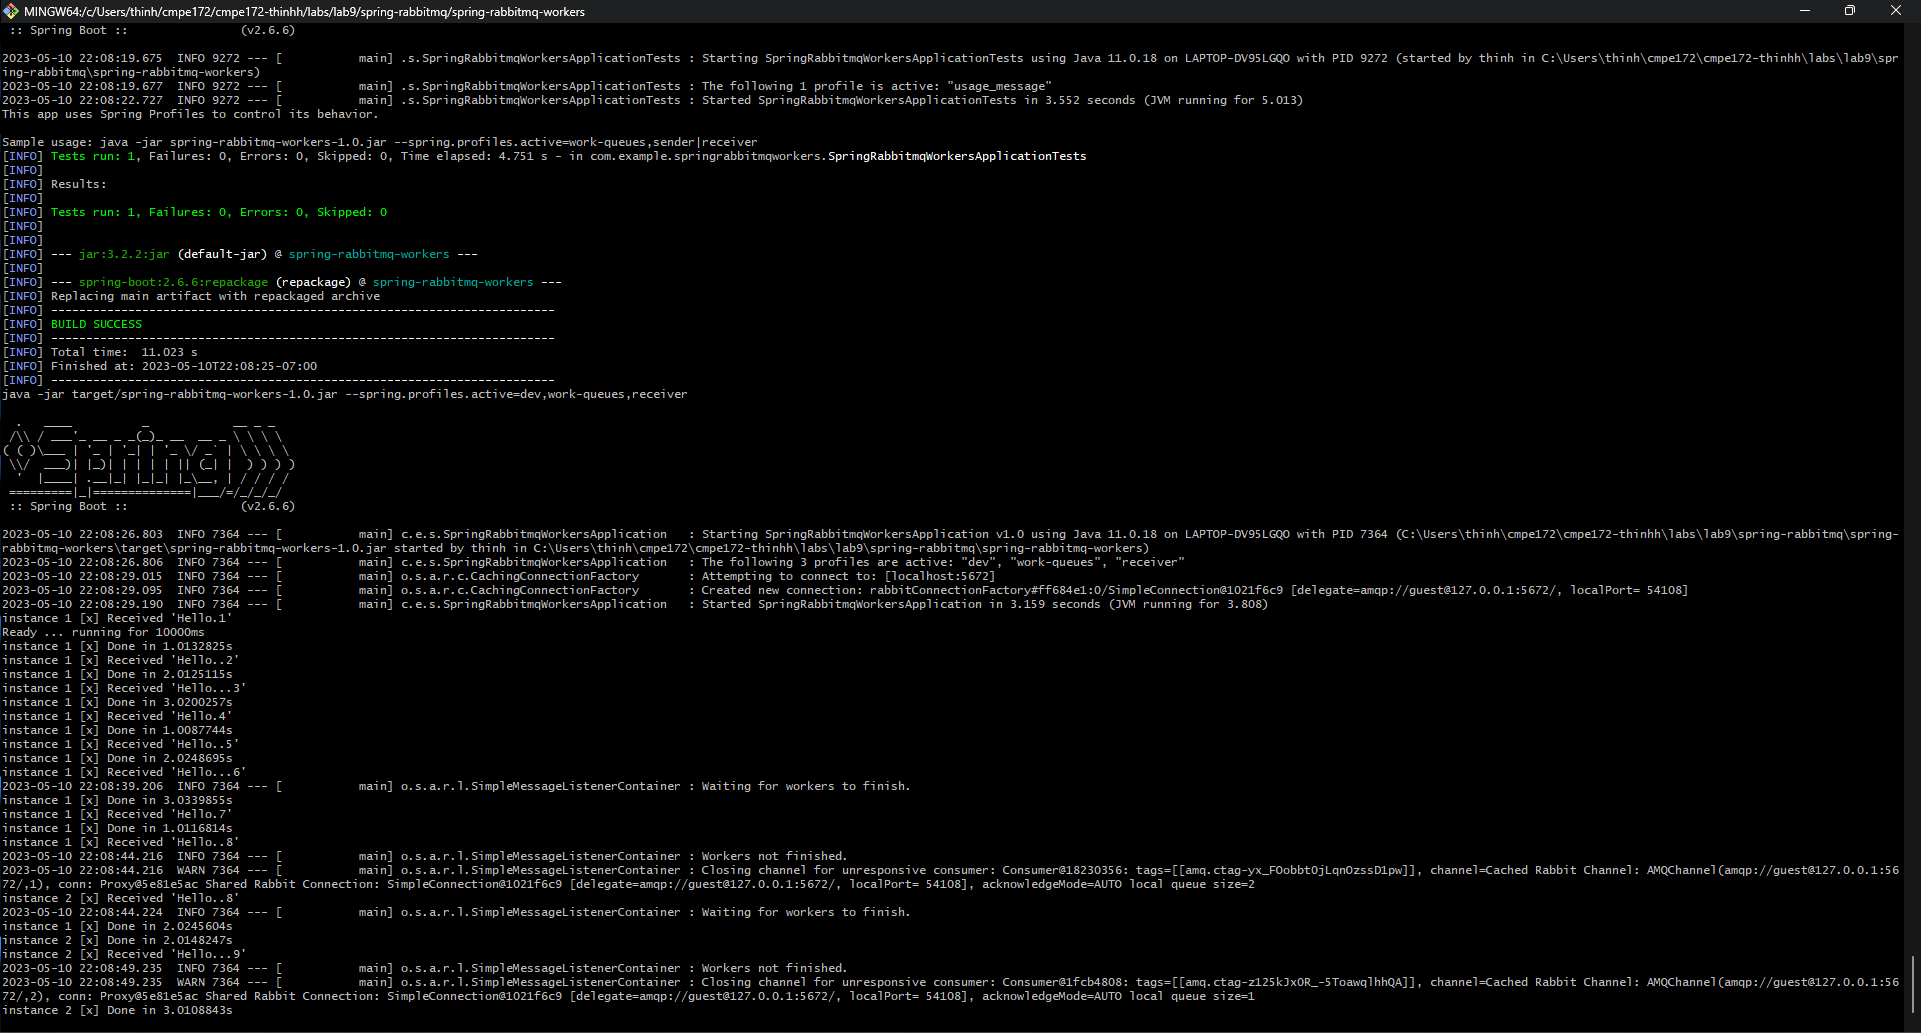 MINGW64:/c/Users/thinh/cmpe172/cmpe172-thinhh/labs/lab9/spring-rabbitmq/spring-rabbitmq-workers
 :: Spring Boot ::                (v2.6.6)
2023-05-10 22:08:19.675  INFO 9272 --- [           main] .s.SpringRabbitmqWorkersApplicationTests : Starting SpringRabbitmqWorkersApplicationTests using Java 11.0.18 on LAPTOP-DV95LGQO with PID 9272 (started by thinh in C:\Users\thinh\cmpe172\cmpe172-thinhh\labs\lab9\spr
ing-rabbitmq\spring-rabbitmq-workers)
2023-05-10 22:08:19.677  INFO 9272 --- [           main] .s.SpringRabbitmqWorkersApplicationTests : The following 1 profile is active: "usage_message"
2023-05-10 22:08:22.727  INFO 9272 --- [           main] .s.SpringRabbitmqWorkersApplicationTests : Started SpringRabbitmqWorkersApplicationTests in 3.552 seconds (JVM running for 5.013)
This app uses Spring Profiles to control its behavior.
Sample usage: java -jar spring-rabbitmq-workers-1.0.jar --spring.profiles.active=work-queues,sender|receiver
[INFO] Tests run: 1, Failures: 0, Errors: 0, Skipped: 0, Time elapsed: 4.751 s - in com.example.springrabbitmqworkers.SpringRabbitmqWorkersApplicationTests
[INFO]
[INFO] Results:
[INFO]
[INFO] Tests run: 1, Failures: 0, Errors: 0, Skipped: 0
[INFO]
[INFO]
[INFO] --- jar:3.2.2:jar (default-jar) @ spring-rabbitmq-workers ---
[INFO]
[INFO] --- spring-boot:2.6.6:repackage (repackage) @ spring-rabbitmq-workers ---
[INFO] Replacing main artifact with repackaged archive
[INFO] ------------------------------------------------------------------------
[INFO] BUILD SUCCESS
[INFO] ------------------------------------------------------------------------
[INFO] Total time:  11.023 s
[INFO] Finished at: 2023-05-10T22:08:25-07:00
[INFO] ------------------------------------------------------------------------
java -jar target/spring-rabbitmq-workers-1.0.jar --spring.profiles.active=dev,work-queues,receiver
  .   ____          _            __ _ _
 /\\ / ___'_ __ _ _(_)_ __  __ _ \ \ \ \
( ( )\___ | '_ | '_| | '_ \/ _` | \ \ \ \
 \\/  ___)| |_)| | | | | || (_| |  ) ) ) )
  '  |____| .__|_| |_|_| |_\__, | / / / /
 =========|_|==============|___/=/_/_/_/
 :: Spring Boot ::                (v2.6.6)
2023-05-10 22:08:26.803  INFO 7364 --- [           main] c.e.s.SpringRabbitmqWorkersApplication   : Starting SpringRabbitmqWorkersApplication v1.0 using Java 11.0.18 on LAPTOP-DV95LGQO with PID 7364 (C:\Users\thinh\cmpe172\cmpe172-thinhh\labs\lab9\spring-rabbitmq\spring-
rabbitmq-workers\target\spring-rabbitmq-workers-1.0.jar started by thinh in C:\Users\thinh\cmpe172\cmpe172-thinhh\labs\lab9\spring-rabbitmq\spring-rabbitmq-workers)
2023-05-10 22:08:26.806  INFO 7364 --- [           main] c.e.s.SpringRabbitmqWorkersApplication   : The following 3 profiles are active: "dev", "work-queues", "receiver"
2023-05-10 22:08:29.015  INFO 7364 --- [           main] o.s.a.r.c.CachingConnectionFactory       : Attempting to connect to: [localhost:5672]
2023-05-10 22:08:29.095  INFO 7364 --- [           main] o.s.a.r.c.CachingConnectionFactory       : Created new connection: rabbitConnectionFactory#ff684e1:0/SimpleConnection@1021f6c9 [delegate=amqp://guest@127.0.0.1:5672/, localPort= 54108]
2023-05-10 22:08:29.190  INFO 7364 --- [           main] c.e.s.SpringRabbitmqWorkersApplication   : Started SpringRabbitmqWorkersApplication in 3.159 seconds (JVM running for 3.808)
instance 1 [x] Received 'Hello.1'
Ready ... running for 10000ms
instance 1 [x] Done in 1.0132825s
instance 1 [x] Received 'Hello..2'
instance 1 [x] Done in 2.0125115s
instance 1 [x] Received 'Hello...3'
instance 1 [x] Done in 3.0200257s
instance 1 [x] Received 'Hello.4'
instance 1 [x] Done in 1.0087744s
instance 1 [x] Received 'Hello..5'
instance 1 [x] Done in 2.0248695s
instance 1 [x] Received 'Hello...6'
2023-05-10 22:08:39.206  INFO 7364 --- [           main] o.s.a.r.l.SimpleMessageListenerContainer : Waiting for workers to finish.
instance 1 [x] Done in 3.0339855s
instance 1 [x] Received 'Hello.7'
instance 1 [x] Done in 1.0116814s
instance 1 [x] Received 'Hello..8'
2023-05-10 22:08:44.216  INFO 7364 --- [           main] o.s.a.r.l.SimpleMessageListenerContainer : Workers not finished.
2023-05-10 22:08:44.216  WARN 7364 --- [           main] o.s.a.r.l.SimpleMessageListenerContainer : Closing channel for unresponsive consumer: Consumer@18230356: tags=[[amq.ctag-yx_FOobbtOjLqnOzssD1pw]], channel=Cached Rabbit Channel: AMQChannel(amqp://guest@127.0.0.1:56
72/,1), conn: Proxy@5e81e5ac Shared Rabbit Connection: SimpleConnection@1021f6c9 [delegate=amqp://guest@127.0.0.1:5672/, localPort= 54108], acknowledgeMode=AUTO local queue size=2
instance 2 [x] Received 'Hello..8'
2023-05-10 22:08:44.224  INFO 7364 --- [           main] o.s.a.r.l.SimpleMessageListenerContainer : Waiting for workers to finish.
instance 1 [x] Done in 2.0245604s
instance 2 [x] Done in 2.0148247s
instance 2 [x] Received 'Hello...9'
2023-05-10 22:08:49.235  INFO 7364 --- [           main] o.s.a.r.l.SimpleMessageListenerContainer : Workers not finished.
2023-05-10 22:08:49.235  WARN 7364 --- [           main] o.s.a.r.l.SimpleMessageListenerContainer : Closing channel for unresponsive consumer: Consumer@1fcb4808: tags=[[amq.ctag-z125kJxOR_-5ToawqlhhQA]], channel=Cached Rabbit Channel: AMQChannel(amqp://guest@127.0.0.1:56
72/,2), conn: Proxy@5e81e5ac Shared Rabbit Connection: SimpleConnection@1021f6c9 [delegate=amqp://guest@127.0.0.1:5672/, localPort= 54108], acknowledgeMode=AUTO local queue size=1
instance 2 [x] Done in 3.0108843s